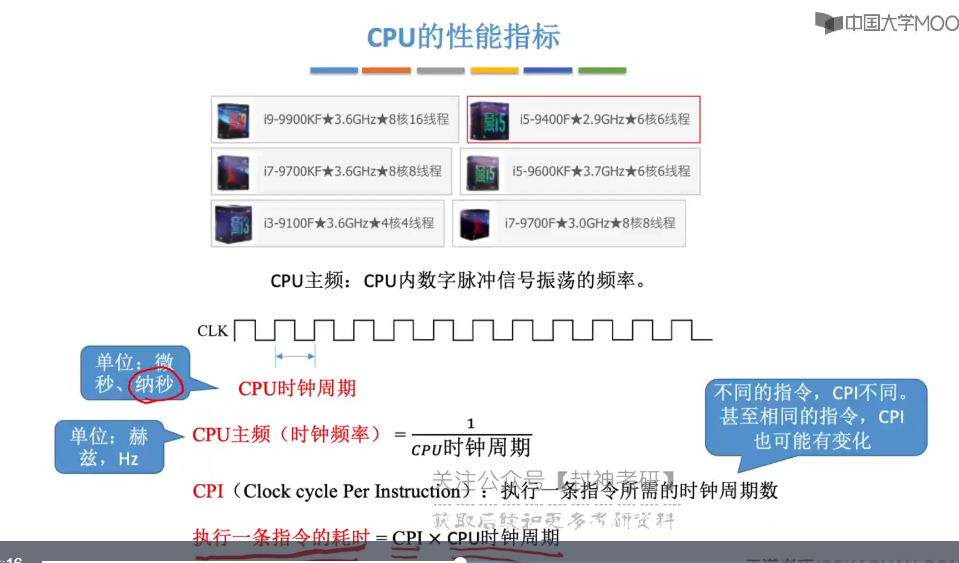 中国大学MOO
CPU的性能指标
i9-9900KF★3.6GHz★8核16线程
i5-9400F★2.9GHz★6核6线程
i7-9700KF★3.6GHz★8核8线程
i5-9600KF★3.7GHz★6核6线程
i3-9100F★3.6GHz★4核4线程
i7-9700F★3.0GHz★8核8线程
CPU主频：CPU内数字脉冲信号振荡的频率。
CLK
单位：微
秒、纳秒
CPU时钟周期
不同的指令，CPI不同。
甚至相同的指令，CPI
也可能有变化
单位：赫
兹，Hz
CPU主频（时钟频率）=
1
CPU时钟周期
关注公众号【封神考研】
CPI（Clock cycle Per Instruction）：执行一条指令所需的时钟周期数
获取后续和更多考研资料
执行一条指令的耗时 = CPI × CPU时钟周期
:16